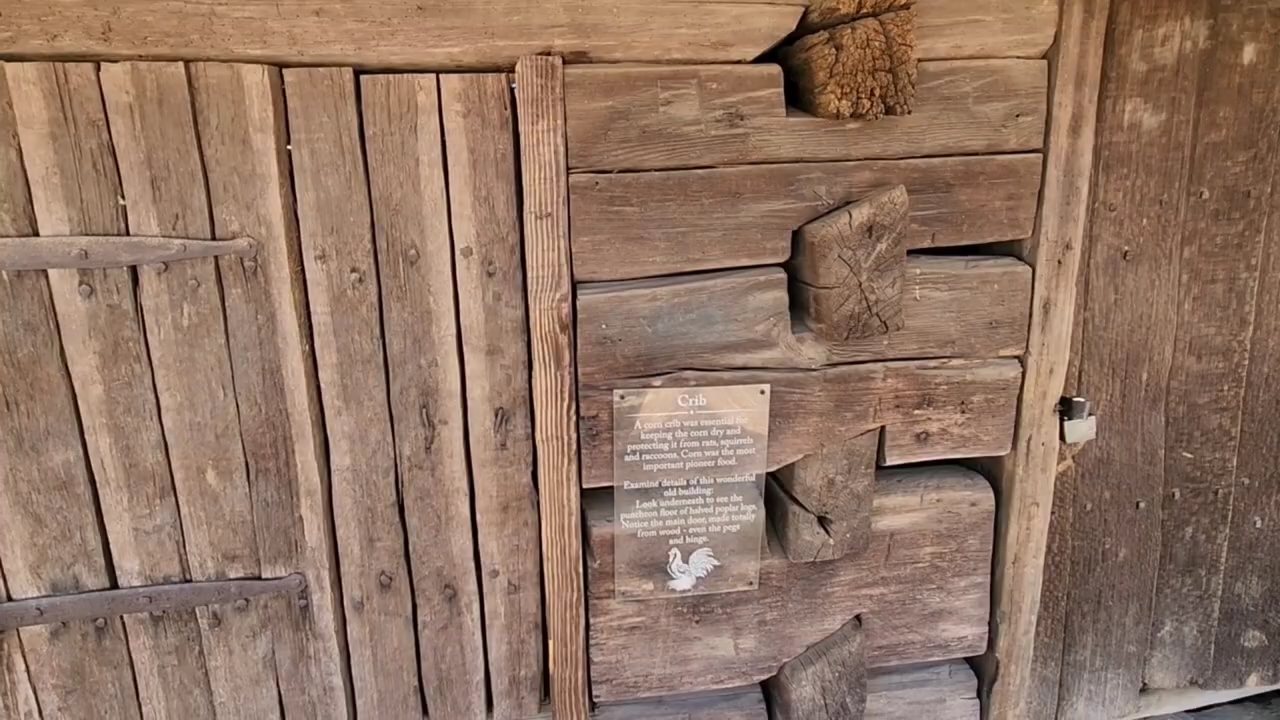 Crib
A corn crib was essential for
keeping the corn dry and
protecting it from rats, squirrels
and raccoons. Corn was the most
important pioneer food.
Examine details of this wonderful
old building:
Look underneath to see the
puncheon floor of halved poplar logs.
Notice the main door, made totally
from wood - even the pegs
and hinge.